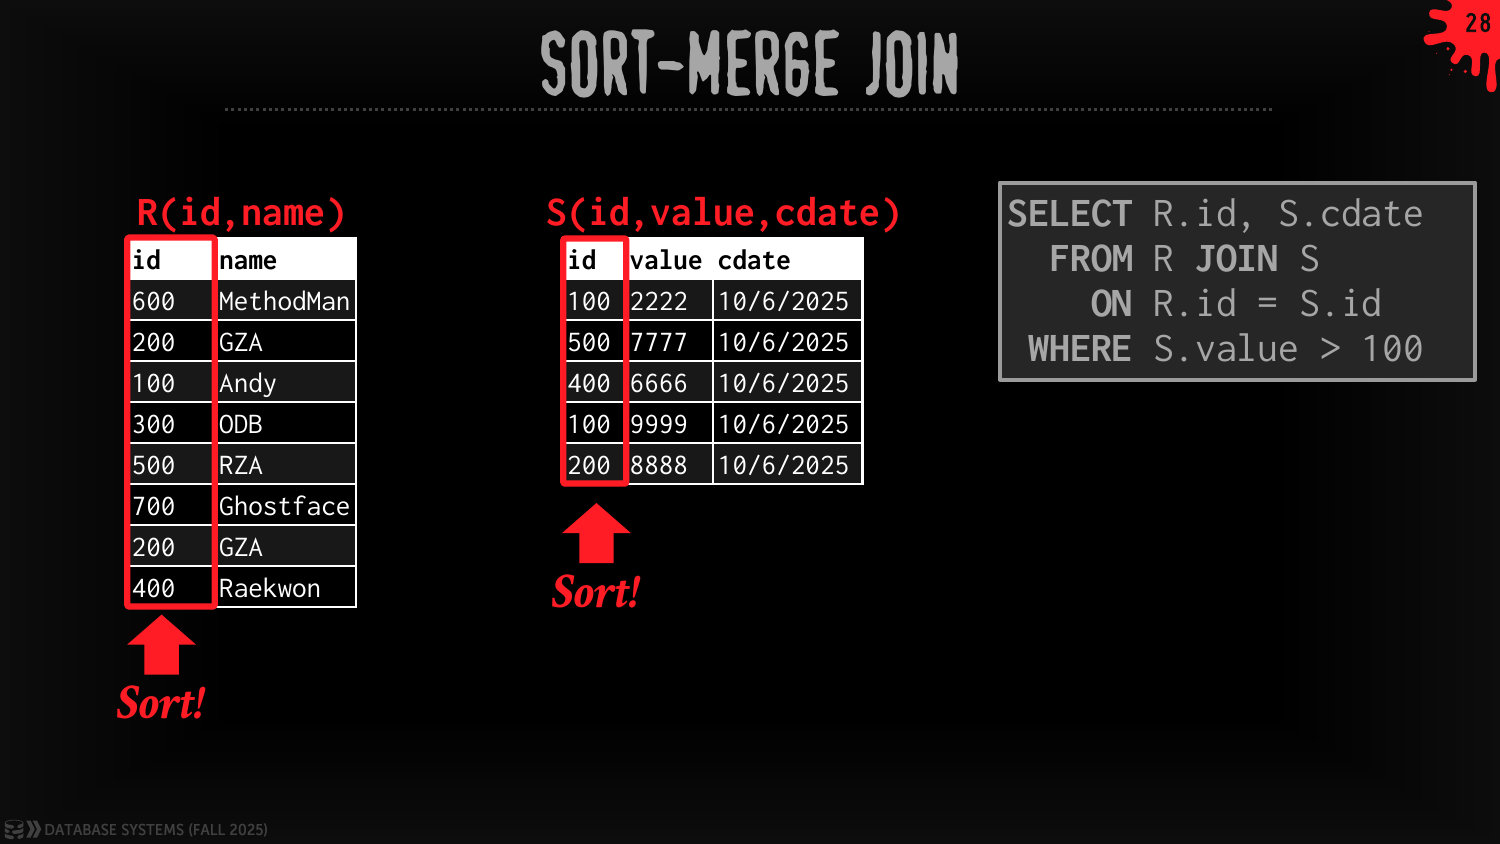 28
SORT-MERGE JOIN
R(id,name)
id name
600 MethodMan
200 GZA
100 Andy
300 ODB
500 RZA
700 Ghostface
200 GZA
400 Raekwon
Sort!
S(id,value,cdate)
id value cdate
100 2222 10/6/2025
500 7777 10/6/2025
400 6666 10/6/2025
100 9999 10/6/2025
200 8888 10/6/2025
Sort!
SELECT R.id, S.cdate
FROM R JOIN S
ON R.id = S.id
WHERE S.value > 100
DATABASE SYSTEMS (FALL 2025)